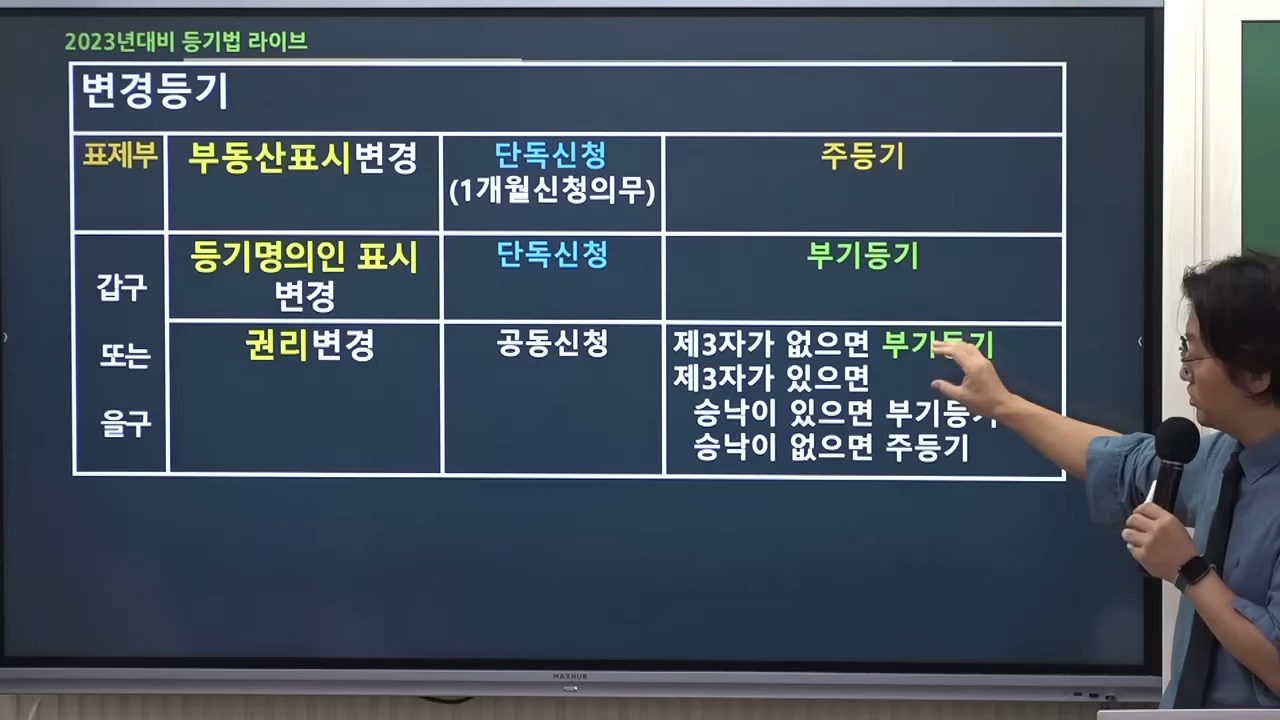 2023년대비 등기법 라이브
변경등기
표제부
부동산표시변경
단독신청
(1개월신청의무)
주등기
갑구
또는
을구
등기명의인 표시
변경
단독신청
부기등기
권리변경
공동신청
제3자가 없으면 부기등기
제3자가 있으면
승낙이 있으면 부기등기
승낙이 없으면 주등기
MAXHUB